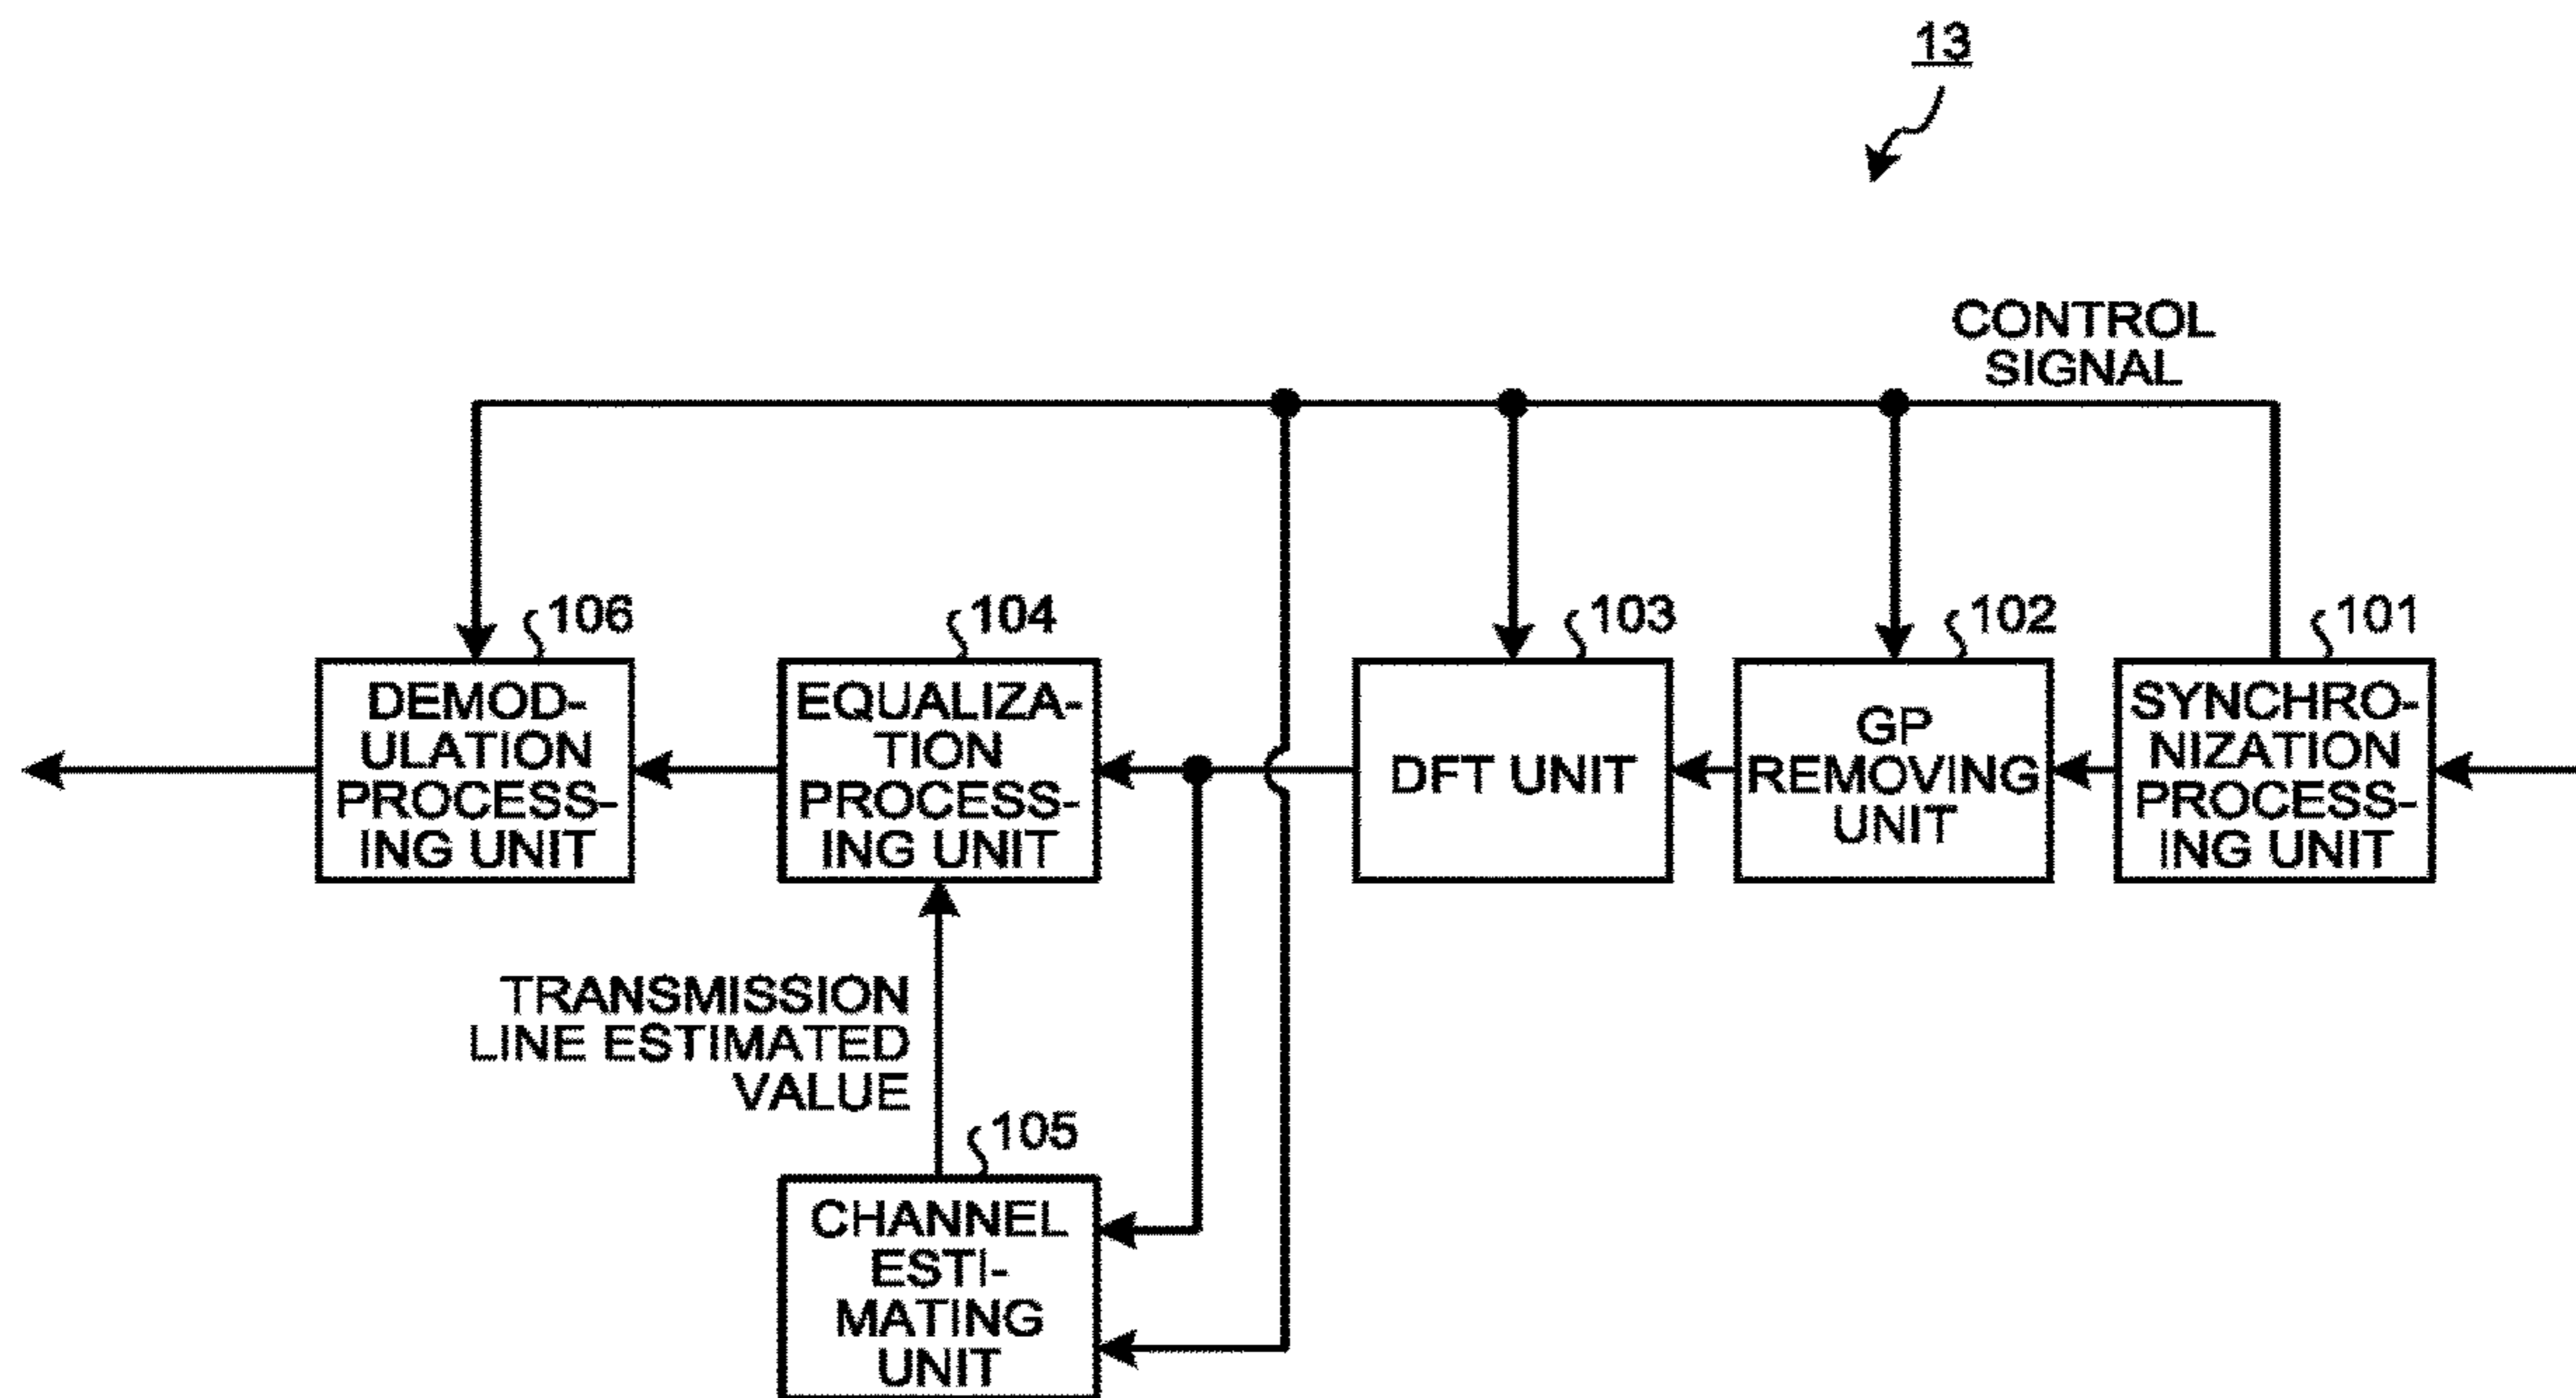 13
CONTROL
SIGNAL
106
104
103
102
101
DEMOD-
ULATION
PROCESS-
ING UNIT
EQUALIZA-
TION
PROCESS-
ING UNIT
DFT UNIT
GP
REMOVING
UNIT
SYNCHRO-
NIZATION
PROCESS-
ING UNIT
TRANSMISSION
LINE ESTIMATED
VALUE
105
CHANNEL
ESTI-
MATING
UNIT